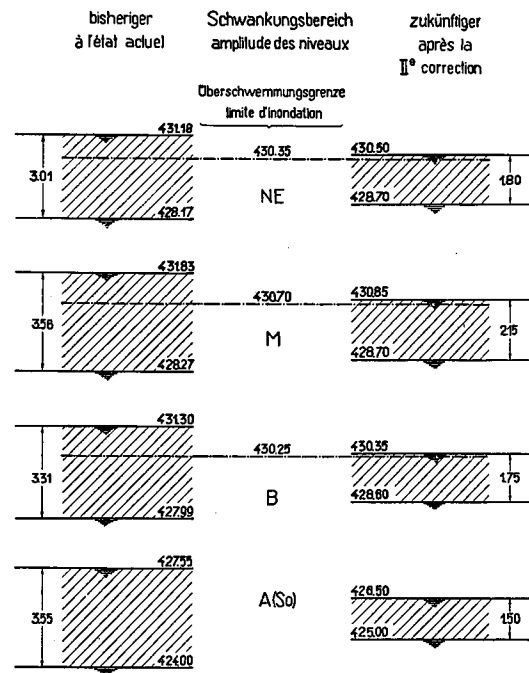 bisheriger
à l'état actuel
Schwankungsbereich
amplitude des niveaux
zukünftiger
après la
IIe correction
Überschwemmungsgrenze
limite d'inondation
431.18
430.35
430.50
3.01
1.80
NE
428.17
428.70
431.83
430.70
430.85
3.56
2.15
M
428.27
428.70
431.30
430.25
430.35
3.31
1.75
B
427.99
428.60
427.55
426.50
3.55
A(So)
1.50
424.00
425.00